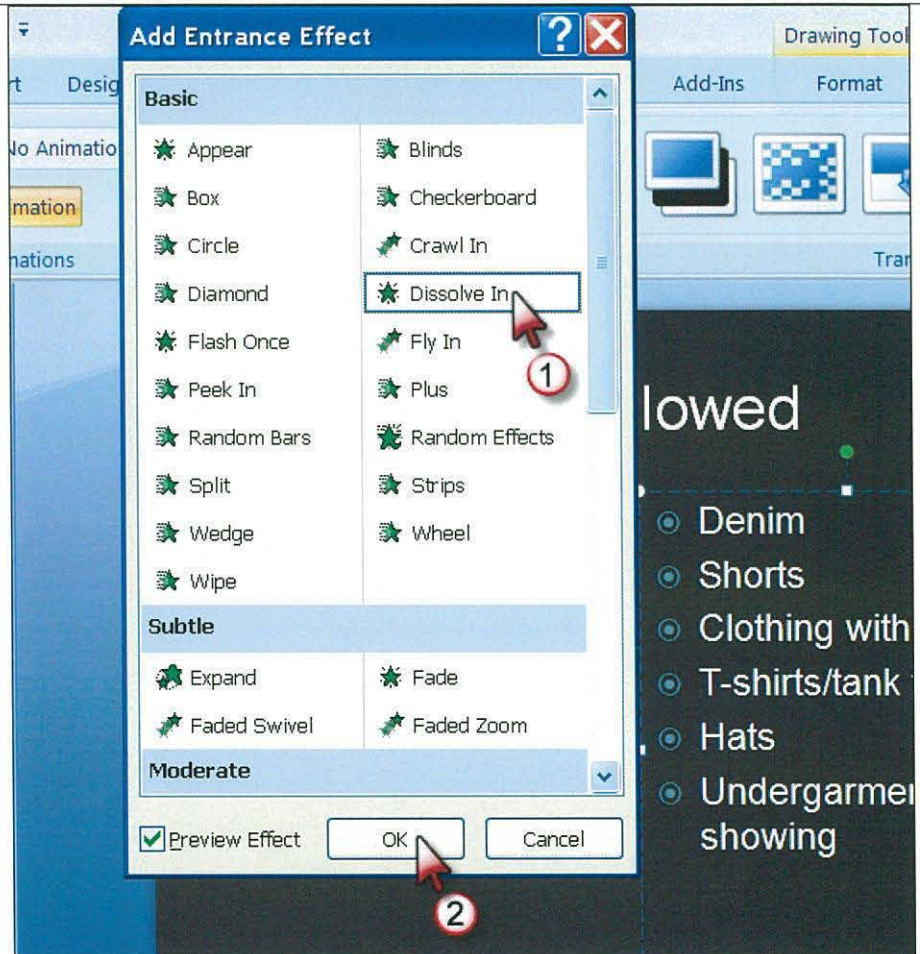 Add Entrance Effect
Drawing Tool
rt Desig
Add-Ins Format
Basic
No Animatio
Appear Blinds
mation
Box Checkerboard
nations
Circle Crawl In
Tran
Diamond Dissolve In
Flash Once Fly In
1
Peek In Plus
Random Bars Random Effects
Split Strips
Wedge Wheel
Wipe
Subtle
Expand Fade
Faded Swivel Faded Zoom
Moderate
Preview Effect OK Cancel
2
lowed
Denim
Shorts
Clothing with
T-shirts/tank
Hats
Undergarmen
showing